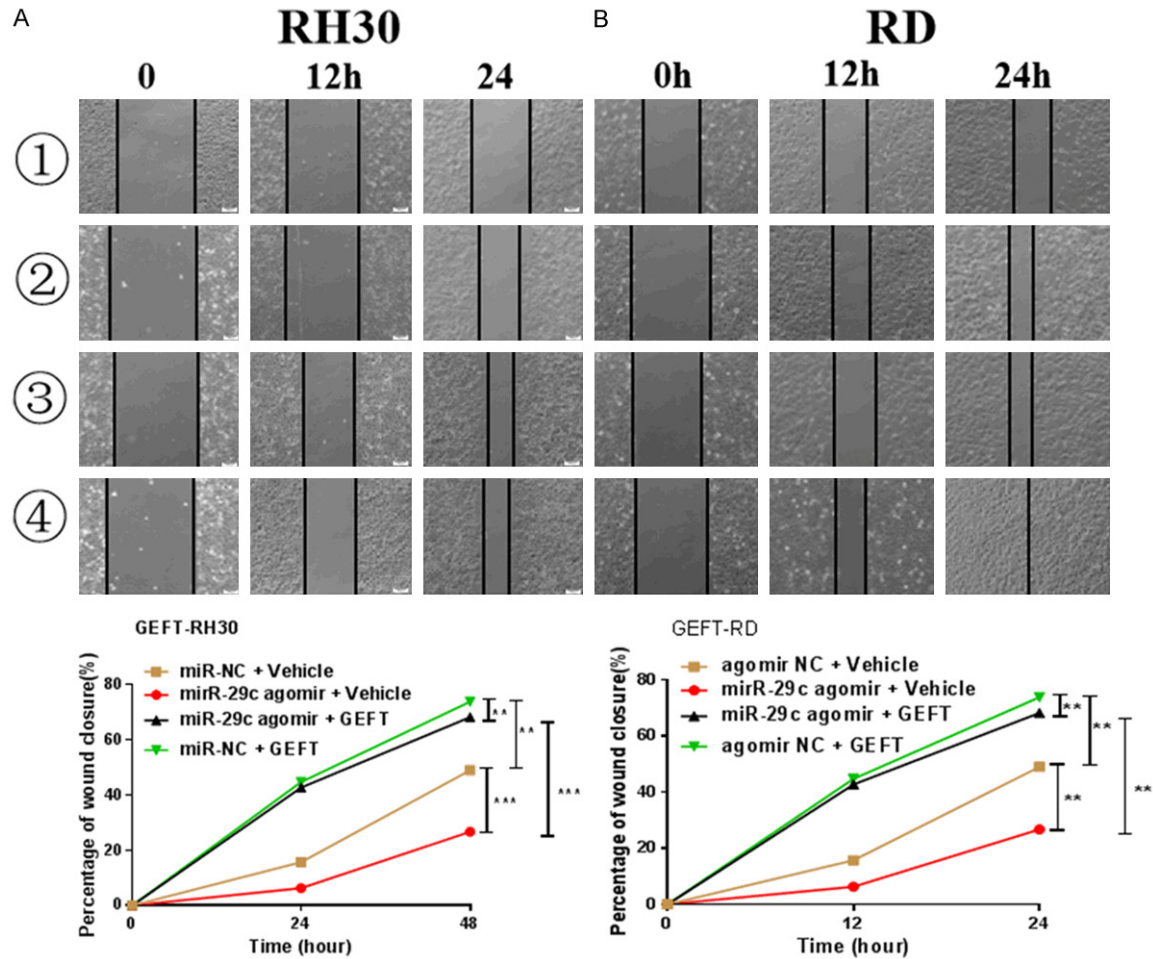 A
RH30
B
RD
0 12h 24 0h 12h 24h
①
②
③
④
GEFT-RH30
Percentage of wound closure(%)
80
60
40
20
0
miR-NC + Vehicle
mirR-29c agomir + Vehicle
miR-29c agomir + GEFT
miR-NC + GEFT
^^
^^
^^^
^^^
0 24 48
Time (hour)
GEFT-RD
Percentage of wound closure(%)
80
60
40
20
0
agomir NC + Vehicle
mirR-29c agomir + Vehicle
miR-29c agomir + GEFT
agomir NC + GEFT
**
**
**
**
0 12 24
Time (hour)